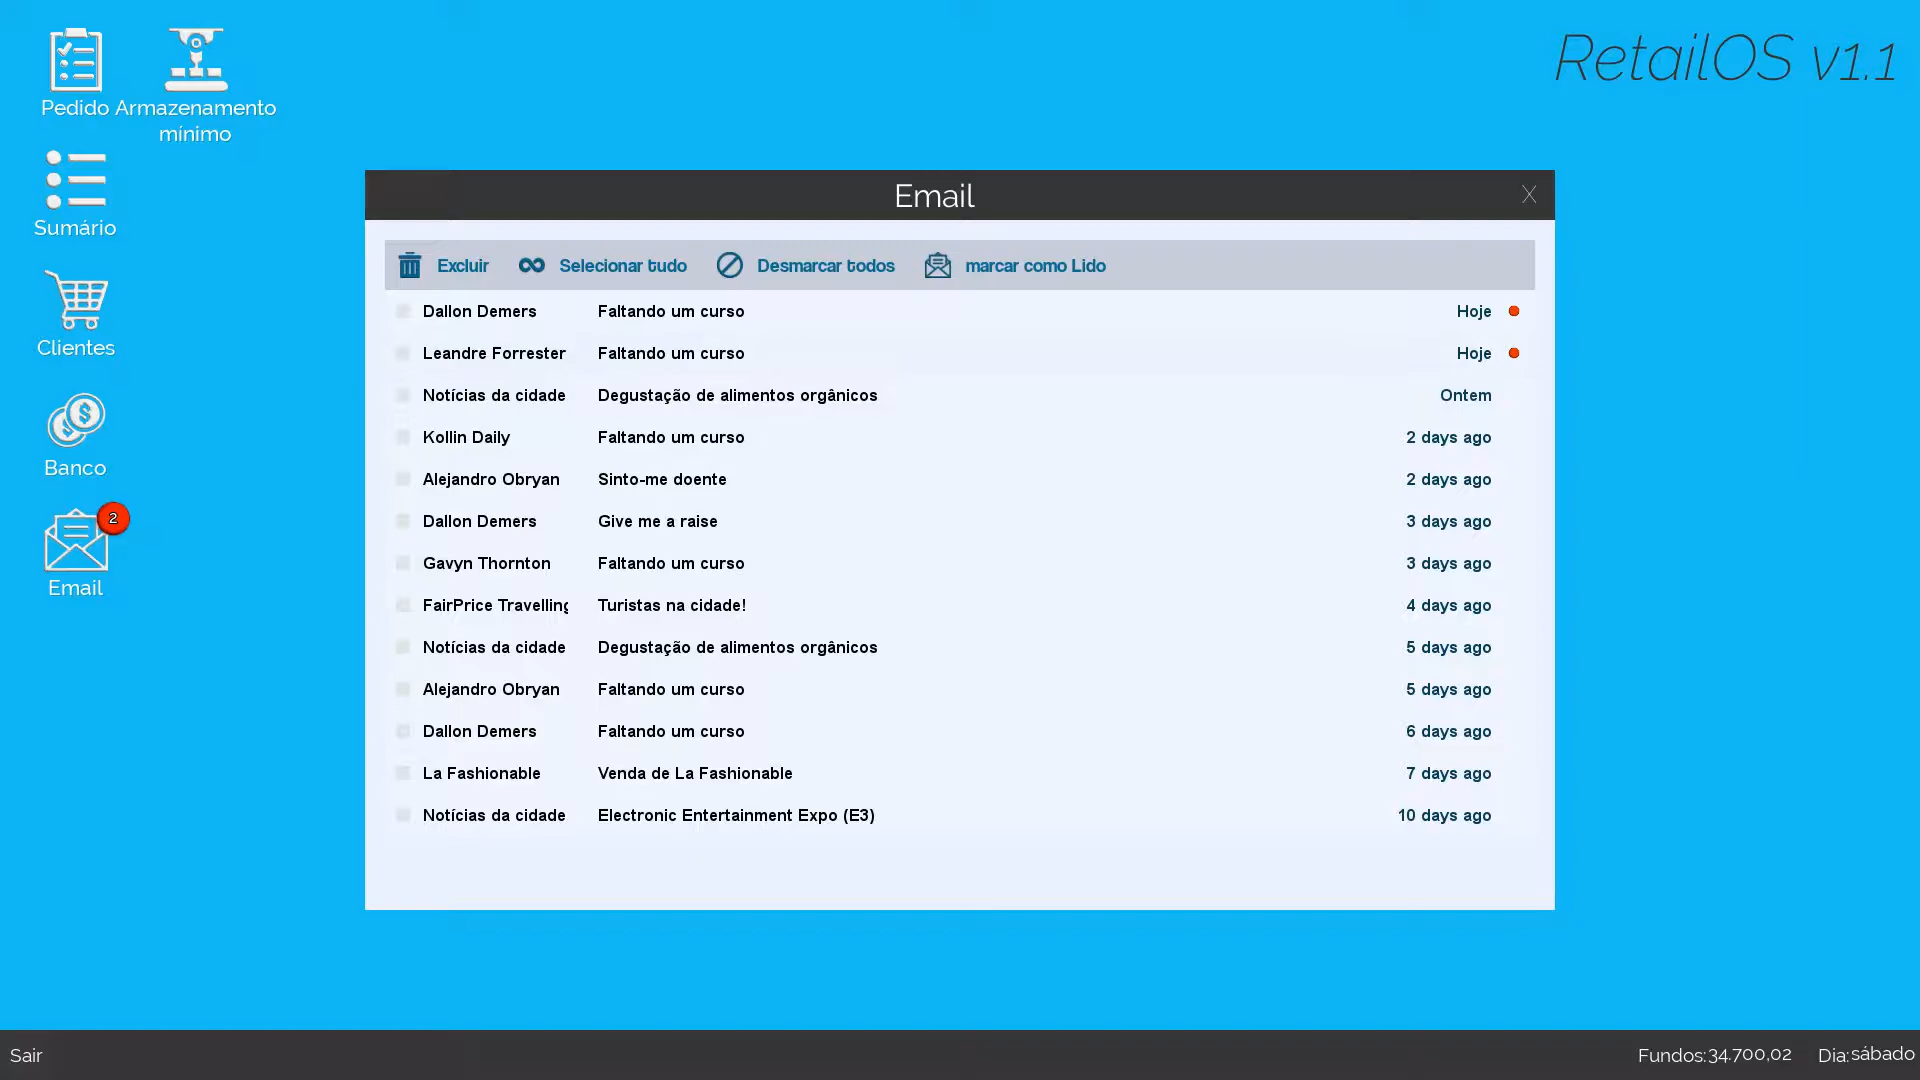 RetailOS v1.1
Pedido
Armazenamento
mínimo
Sumário
Clientes
Banco
2
Email
Email
X
Excluir
Selecionar tudo
Desmarcar todos
marcar como Lido
Dallon Demers Faltando um curso Hoje
Leandre Forrester Faltando um curso Hoje
Notícias da cidade Degustação de alimentos orgânicos Ontem
Kollin Daily Faltando um curso 2 days ago
Alejandro Obryan Sinto-me doente 2 days ago
Dallon Demers Give me a raise 3 days ago
Gavyn Thornton Faltando um curso 3 days ago
FairPrice Travelling Turistas na cidade! 4 days ago
Notícias da cidade Degustação de alimentos orgânicos 5 days ago
Alejandro Obryan Faltando um curso 5 days ago
Dallon Demers Faltando um curso 6 days ago
La Fashionable Venda de La Fashionable 7 days ago
Notícias da cidade Electronic Entertainment Expo (E3) 10 days ago
Sair
Fundos: 34.700,02 Dia: sábado